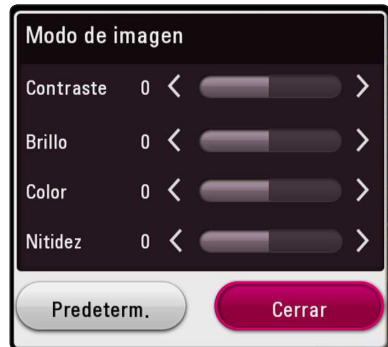 Modo de imagen
Contraste 0
Brillo 0
Color 0
Nitidez 0
Predeterm. Cerrar